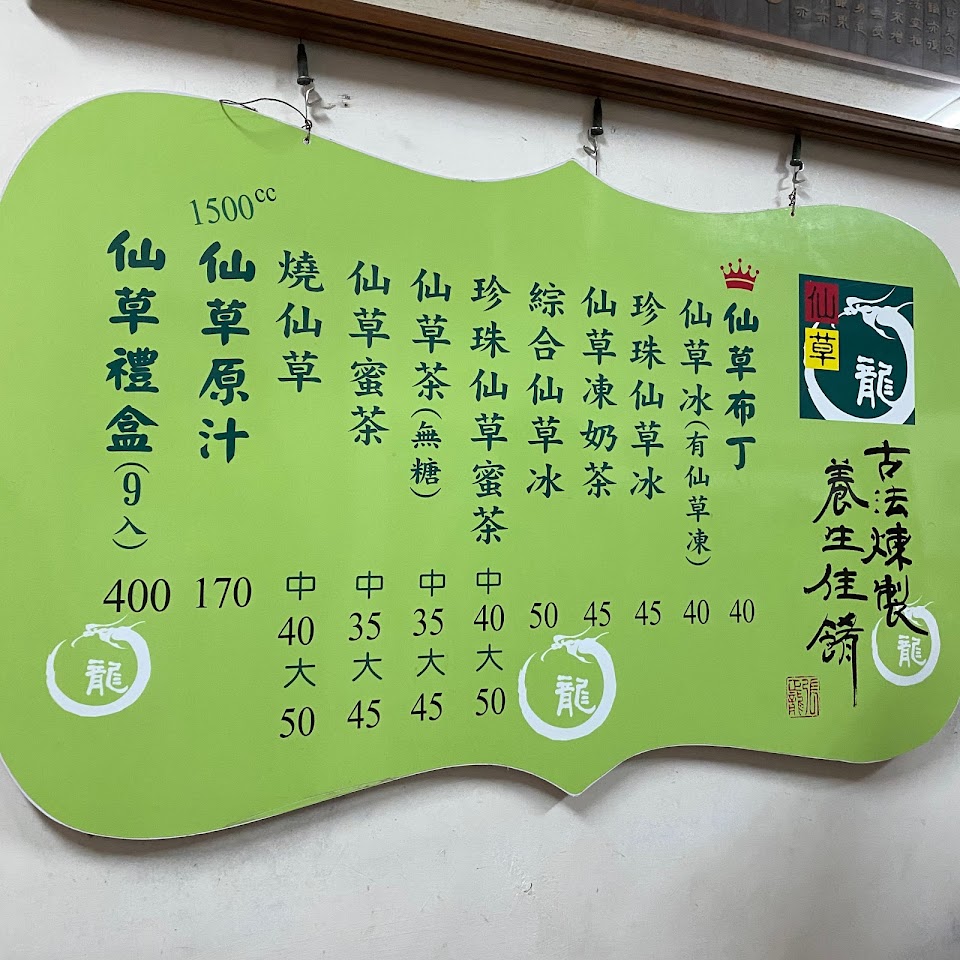 仙草
龍
古法煉製
養生佳餚
仙草布丁 40
仙草冰(有仙草凍) 40
珍珠仙草冰 45
仙草凍奶茶 45
綜合仙草冰 50
珍珠仙草蜜茶 中40大50
仙草茶(無糖) 中35大45
仙草蜜茶 中35大45
燒仙草 中40大50
1500cc
仙草原汁 170
仙草禮盒(9入) 400
龍
龍
龍